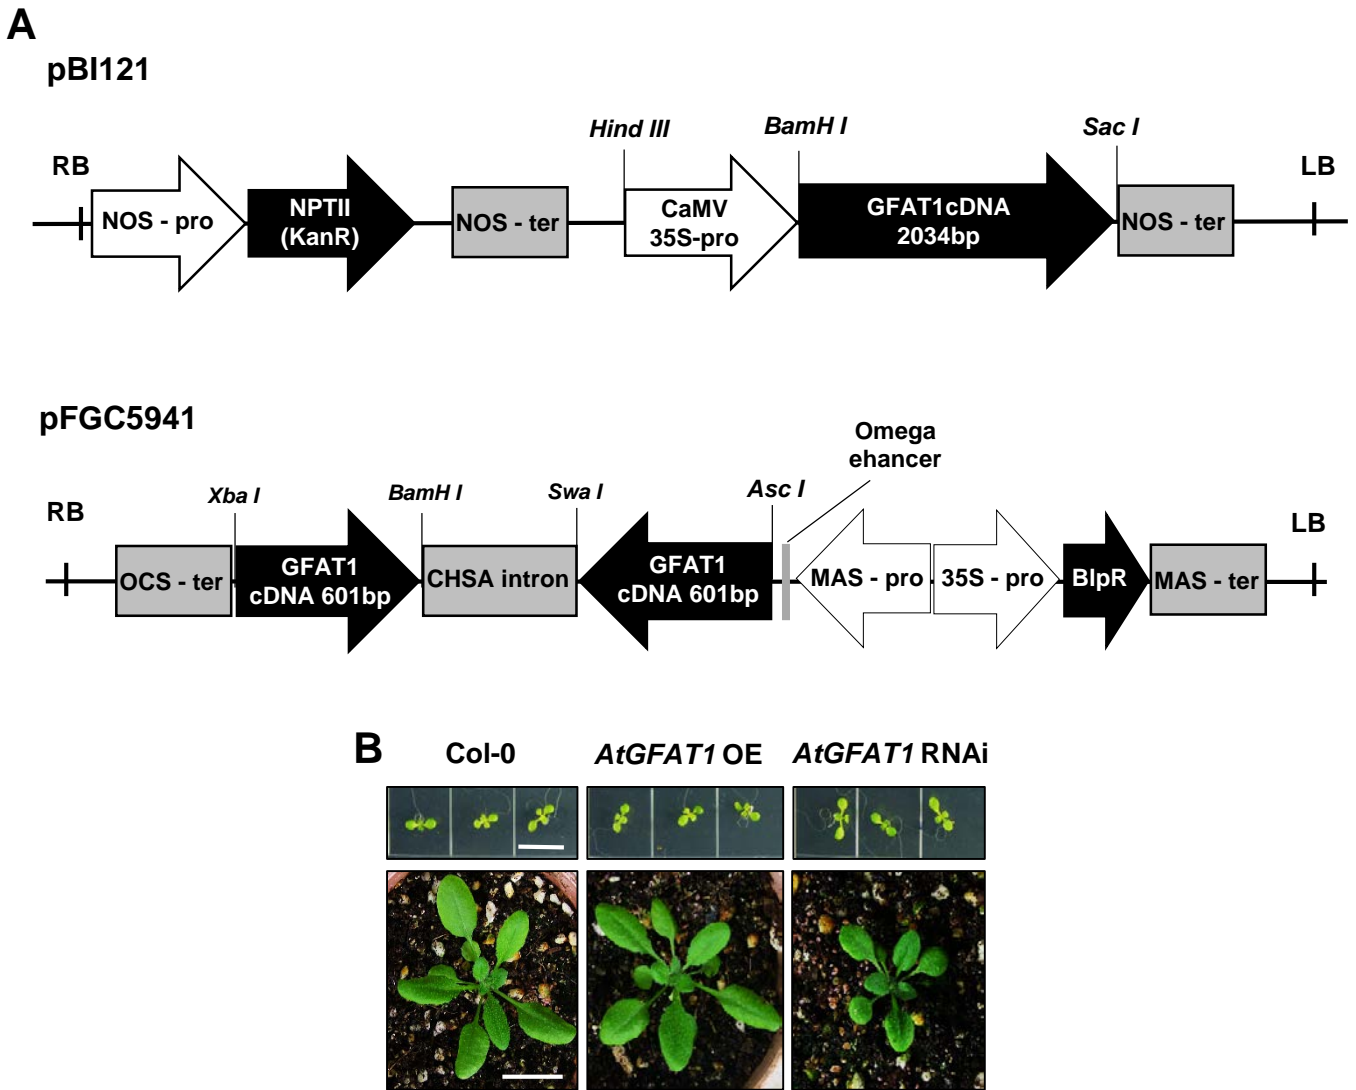 A
pBI121
Hind III
BamH I
Sac I
RB
LB
NOS - pro
NPTII
(KanR)
NOS - ter
CaMV
35S-pro
GFAT1cDNA
2034bp
NOS - ter
pFGC5941
Omega
ehancer
Xba I
BamH I
Swa I
Asc I
RB
LB
OCS - ter
GFAT1
cDNA 601bp
CHSA intron
GFAT1
cDNA 601bp
MAS - pro
35S - pro
BlpR
MAS - ter
B
Col-0
AtGFAT1 OE
AtGFAT1 RNAi